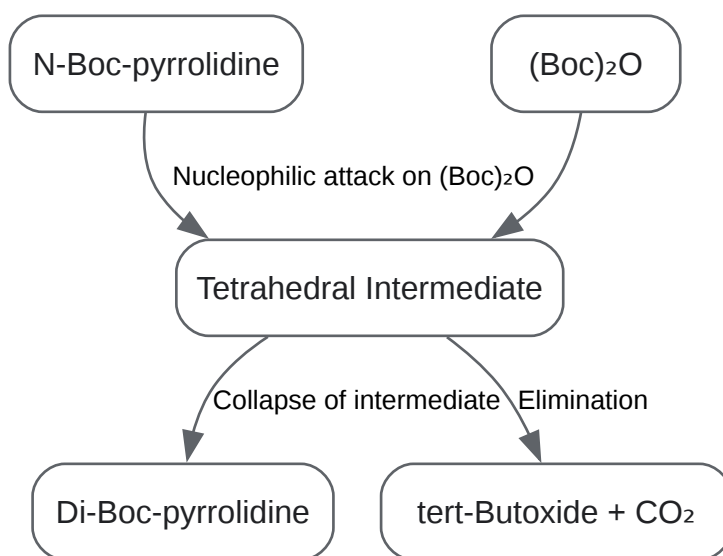 N-Boc-pyrrolidine
(Boc)₂O
Nucleophilic attack on (Boc)₂O
Tetrahedral Intermediate
Collapse of intermediate
Elimination
Di-Boc-pyrrolidine
tert-Butoxide + CO₂